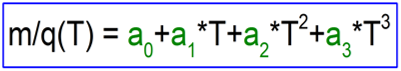 m/q(T) = a₀+a₁*T+a₂*T²+a₃*T³